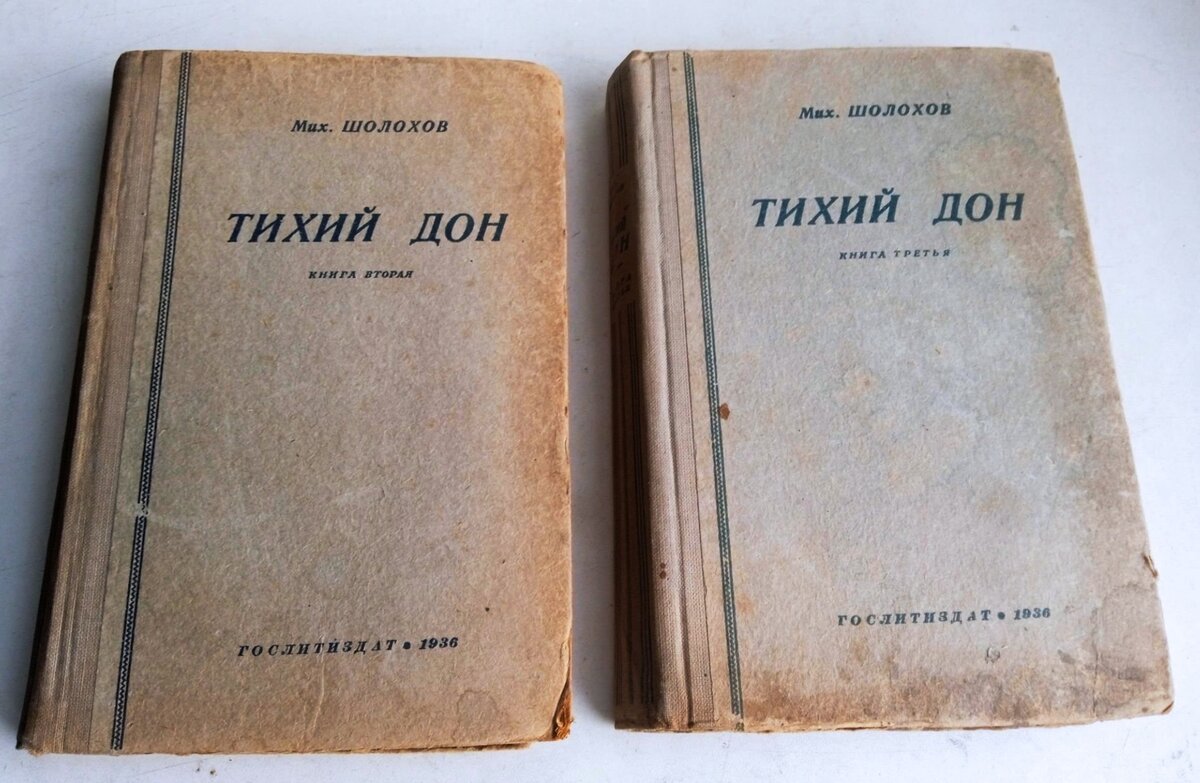 Мих. ШОЛОХОВ
ТИХИЙ ДОН
КНИГА ВТОРАЯ
ГОСЛИТИЗДАТ • 1936
Мих. ШОЛОХОВ
ТИХИЙ ДОН
КНИГА ТРЕТЬЯ
ГОСЛИТИЗДАТ • 1936